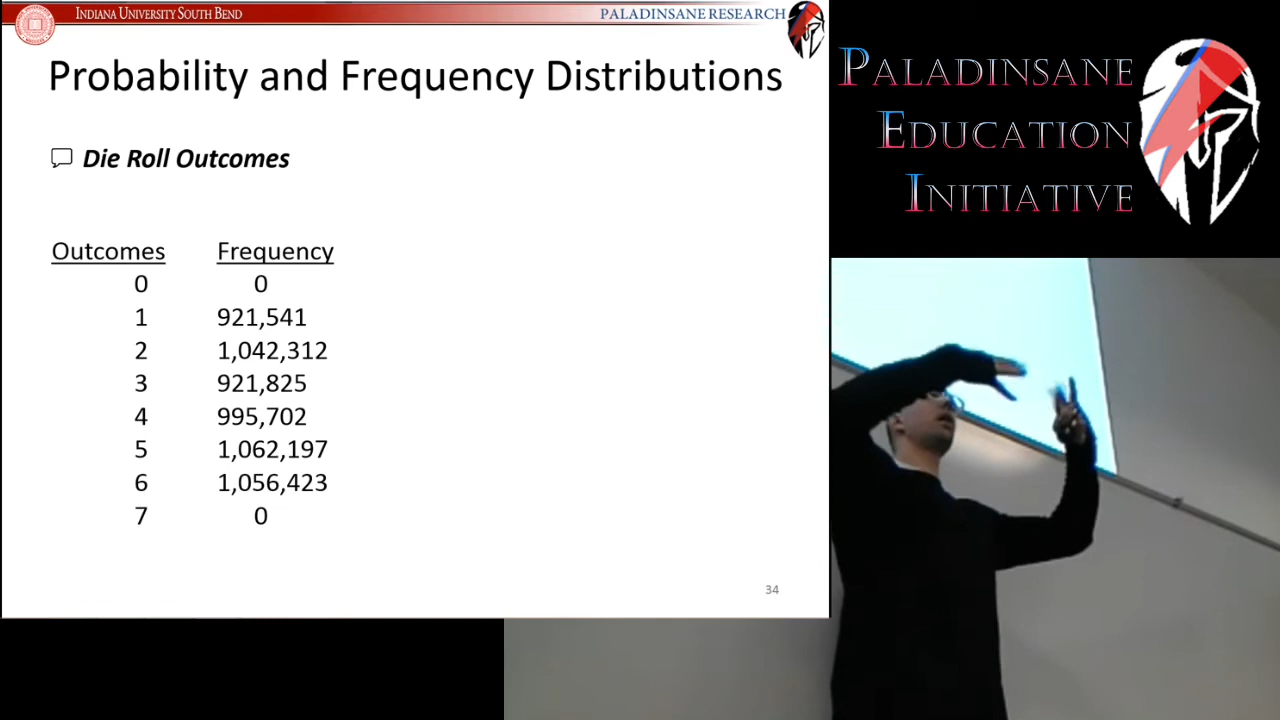 INDIANA UNIVERSITY SOUTH BEND
PALADINSANE RESEARCH
Probability and Frequency Distributions
Die Roll Outcomes
Outcomes Frequency
0 0
1 921,541
2 1,042,312
3 921,825
4 995,702
5 1,062,197
6 1,056,423
7 0
34
PALADINSANE
EDUCATION
INITIATIVE